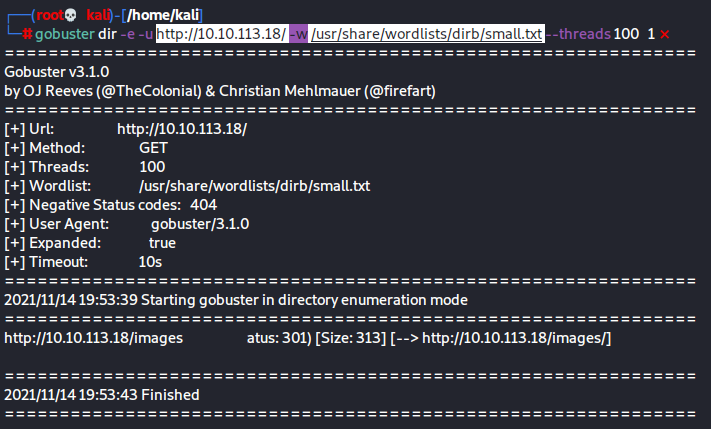 ┌──(root💀 kali)-[/home/kali]
└─# gobuster dir -e -u http://10.10.113.18/ -w /usr/share/wordlists/dirb/small.txt --threads 100 1 ⨯
===============================================================
Gobuster v3.1.0
by OJ Reeves (@TheColonial) & Christian Mehlmauer (@firefart)
===============================================================
[+] Url: http://10.10.113.18/
[+] Method: GET
[+] Threads: 100
[+] Wordlist: /usr/share/wordlists/dirb/small.txt
[+] Negative Status codes: 404
[+] User Agent: gobuster/3.1.0
[+] Expanded: true
[+] Timeout: 10s
===============================================================
2021/11/14 19:53:39 Starting gobuster in directory enumeration mode
===============================================================
http://10.10.113.18/images atus: 301) [Size: 313] [--> http://10.10.113.18/images/]
===============================================================
2021/11/14 19:53:43 Finished
===============================================================